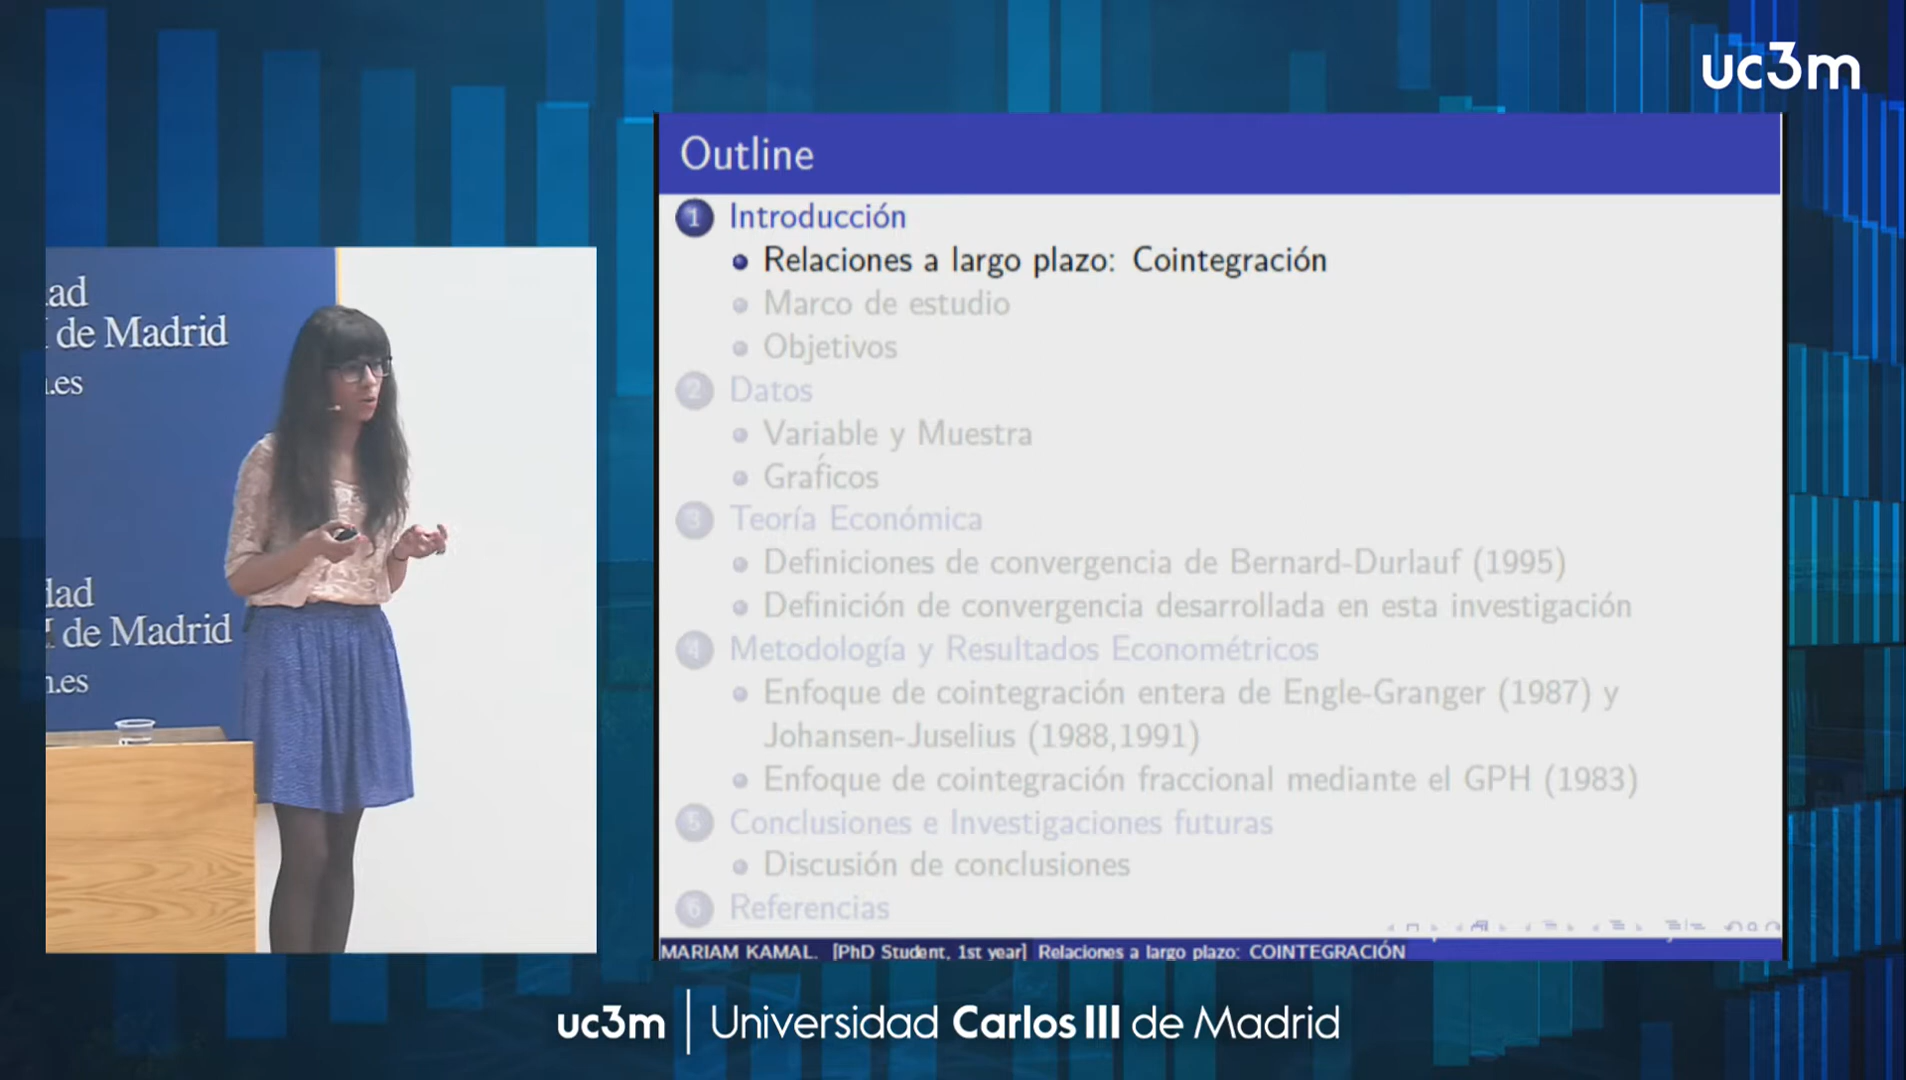 uc3m
Outline
1 Introducción
Relaciones a largo plazo: Cointegración
Marco de estudio
Objetivos
2 Datos
Variable y Muestra
Graficos
3 Teoría Económica
Definiciones de convergencia de Bernard-Durlauf (1995)
Definición de convergencia desarrollada en esta investigación
4 Metodología y Resultados Econométricos
Enfoque de cointegración entera de Engle-Granger (1987) y
Johansen-Juselius (1988,1991)
Enfoque de cointegración fraccional mediante el GPH (1983)
5 Conclusiones e Investigaciones futuras
Discusión de conclusiones
6 Referencias
MARIAM KAMAL. [PhD Student, 1st year] Relaciones a largo plazo: COINTEGRACIÓN
de Madrid
.es
de Madrid
.es
uc3m | Universidad Carlos III de Madrid